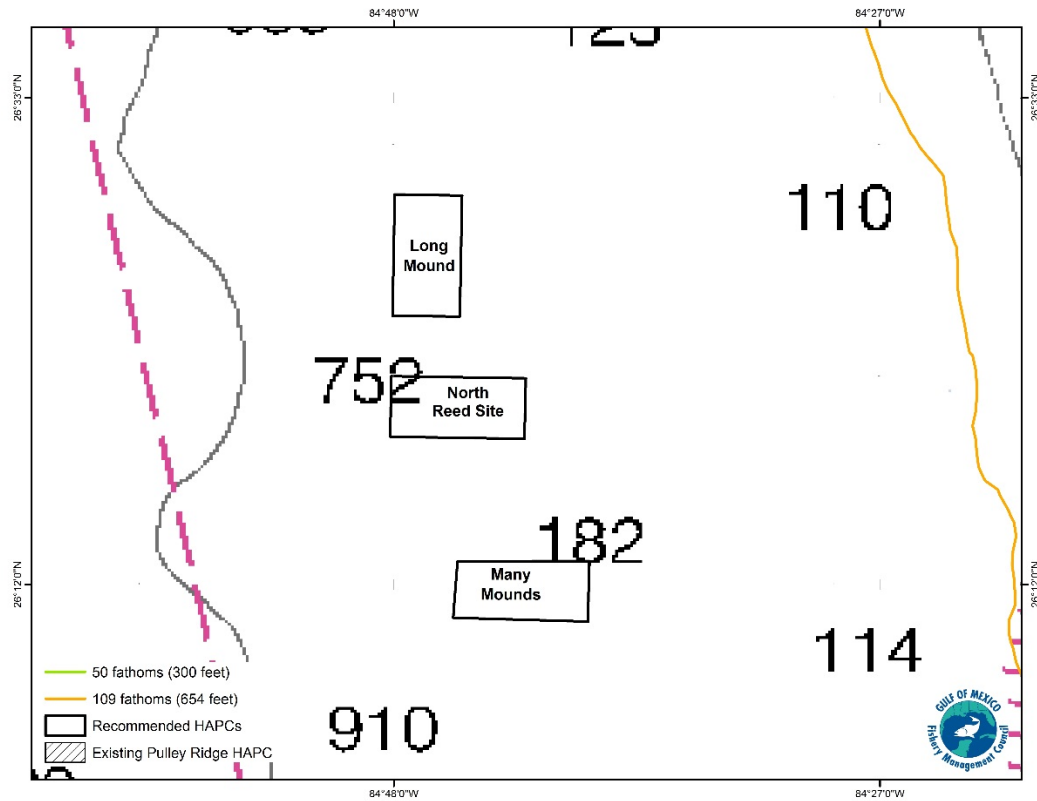 84°48'0"W
84°27'0"W
125
26°33'0"N
26°33'0"N
110
Long
Mound
752
North
Reed Site
182
Many
Mounds
26°12'0"N
26°12'0"N
114
50 fathoms (300 feet)
109 fathoms (654 feet)
Recommended HAPCs
Existing Pulley Ridge HAPC
910
GULF OF MEXICO
Fishery Management Council
84°48'0"W
84°27'0"W